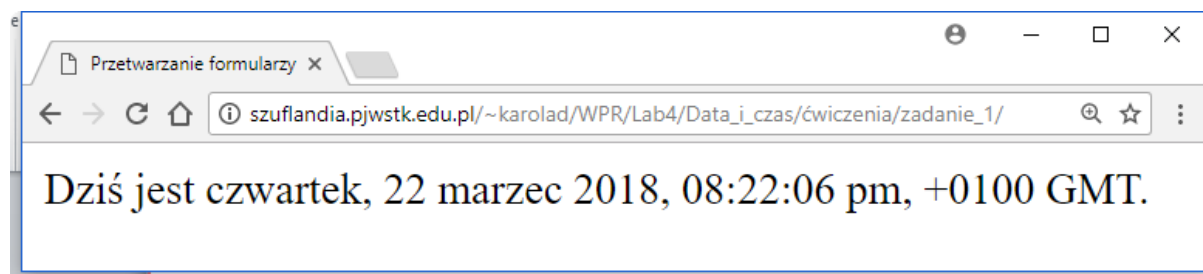 e
Przetwarzanie formularzy
szuflandia.pjwstk.edu.pl/~karolad/WPR/Lab4/Data_i_czas/ćwiczenia/zadanie_1/
Dziś jest czwartek, 22 marzec 2018, 08:22:06 pm, +0100 GMT.